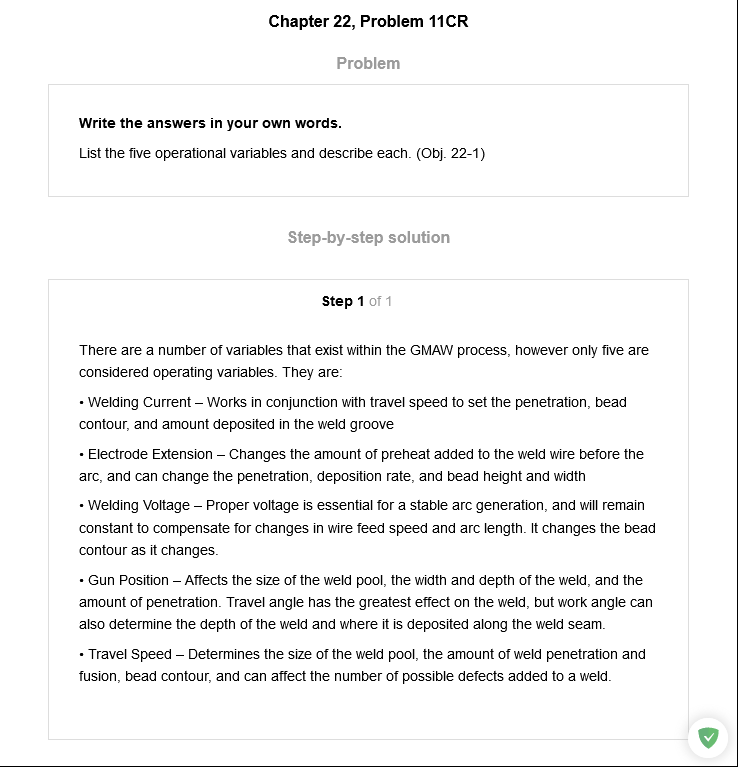 Chapter 22, Problem 11CR
Problem
Write the answers in your own words.
List the five operational variables and describe each. (Obj. 22-1)
Step-by-step solution
Step 1 of 1
There are a number of variables that exist within the GMAW process, however only five are
considered operating variables. They are:
• Welding Current – Works in conjunction with travel speed to set the penetration, bead
contour, and amount deposited in the weld groove
• Electrode Extension – Changes the amount of preheat added to the weld wire before the
arc, and can change the penetration, deposition rate, and bead height and width
• Welding Voltage – Proper voltage is essential for a stable arc generation, and will remain
constant to compensate for changes in wire feed speed and arc length. It changes the bead
contour as it changes.
• Gun Position – Affects the size of the weld pool, the width and depth of the weld, and the
amount of penetration. Travel angle has the greatest effect on the weld, but work angle can
also determine the depth of the weld and where it is deposited along the weld seam.
• Travel Speed – Determines the size of the weld pool, the amount of weld penetration and
fusion, bead contour, and can affect the number of possible defects added to a weld.